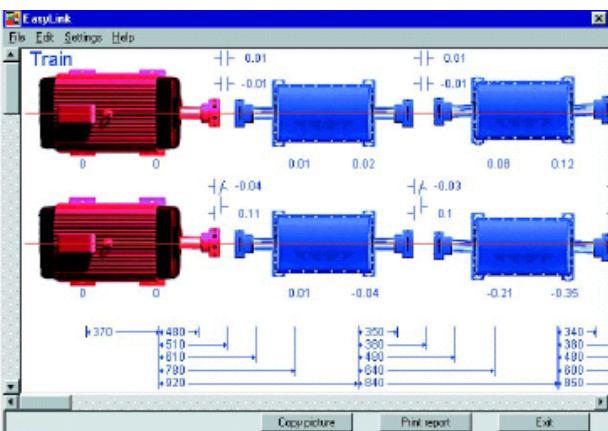 EasyLink
File Edit Settings Help
Train
0.01 0.01
-0.01 -0.01
0 0 0.01 0.02 0.08 0.12
-0.04 -0.03
0.11 0.1
0 0 0.01 -0.04 -0.21 -0.35
370 480 350 340
510 380 380
610 490 490
780 640 600
920 840 850
Copy picture Print report Exit